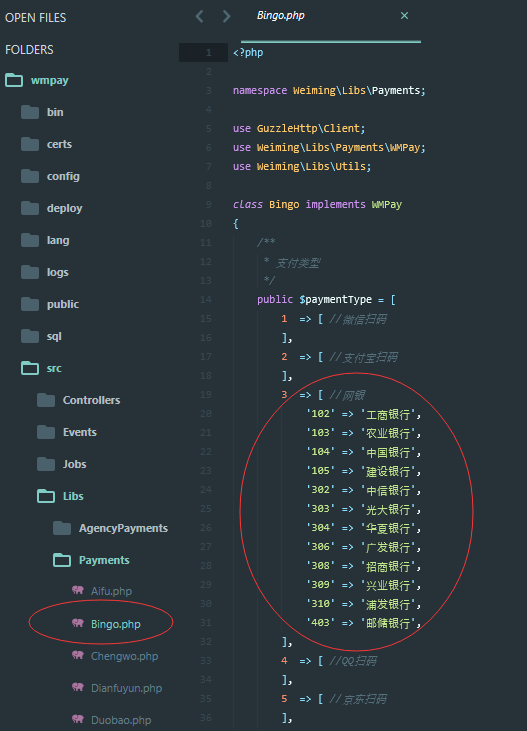 OPEN FILES
FOLDERS
wmpay
bin
certs
config
deploy
lang
logs
public
sql
src
Controllers
Events
Jobs
Libs
AgencyPayments
Payments
Aifu.php
Bingo.php
Chengwo.php
Dianfuyun.php
Duobao.php
Bingo.php
1 <?php
2
3 namespace Weiming\Libs\Payments;
4
5 use GuzzleHttp\Client;
6 use Weiming\Libs\Payments\WMPay;
7 use Weiming\Libs\Utils;
8
9 class Bingo implements WMPay
10 {
11 /**
12 * 支付类型
13 */
14 public $paymentType = [
15 1 => [ //微信扫码
16 ],
17 2 => [ //支付宝扫码
18 ],
19 3 => [ //网银
20 '102' => '工商银行',
21 '103' => '农业银行',
22 '104' => '中国银行',
23 '105' => '建设银行',
24 '302' => '中信银行',
25 '303' => '光大银行',
26 '304' => '华夏银行',
27 '306' => '广发银行',
28 '308' => '招商银行',
29 '309' => '兴业银行',
30 '310' => '浦发银行',
31 '403' => '邮储银行',
32 ],
33 4 => [ //QQ扫码
34 ],
35 5 => [ //京东扫码
36 ],